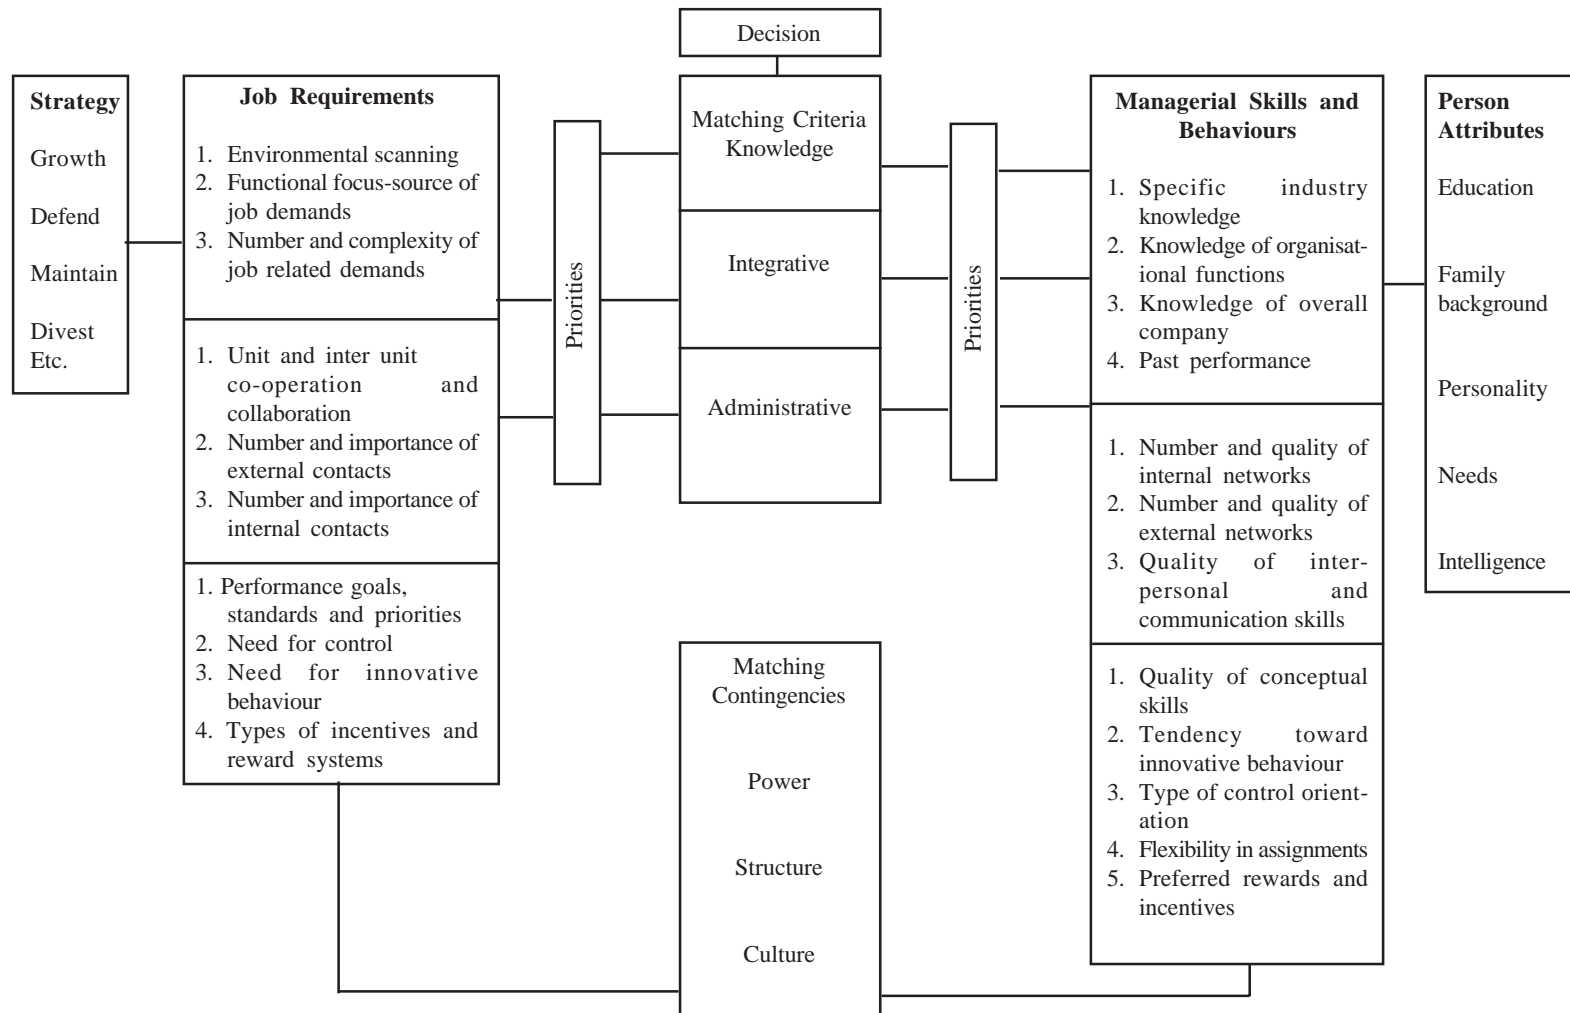 Decision
Strategy
Growth
Defend
Maintain
Divest
Etc.
Job Requirements
1. Environmental scanning
2. Functional focus-source of
job demands
3. Number and complexity of
job related demands
1. Unit and inter unit
co-operation and
collaboration
2. Number and importance of
external contacts
3. Number and importance of
internal contacts
1. Performance goals,
standards and priorities
2. Need for control
3. Need for innovative
behaviour
4. Types of incentives and
reward systems
Priorities
Matching Criteria
Knowledge
Integrative
Administrative
Matching
Contingencies
Power
Structure
Culture
Priorities
Managerial Skills and
Behaviours
1. Specific industry
knowledge
2. Knowledge of organisat-
ional functions
3. Knowledge of overall
company
4. Past performance
1. Number and quality of
internal networks
2. Number and quality of
external networks
3. Quality of inter-
personal and
communication skills
1. Quality of conceptual
skills
2. Tendency toward
innovative behaviour
3. Type of control orient-
ation
4. Flexibility in assignments
5. Preferred rewards and
incentives
Person
Attributes
Education
Family
background
Personality
Needs
Intelligence